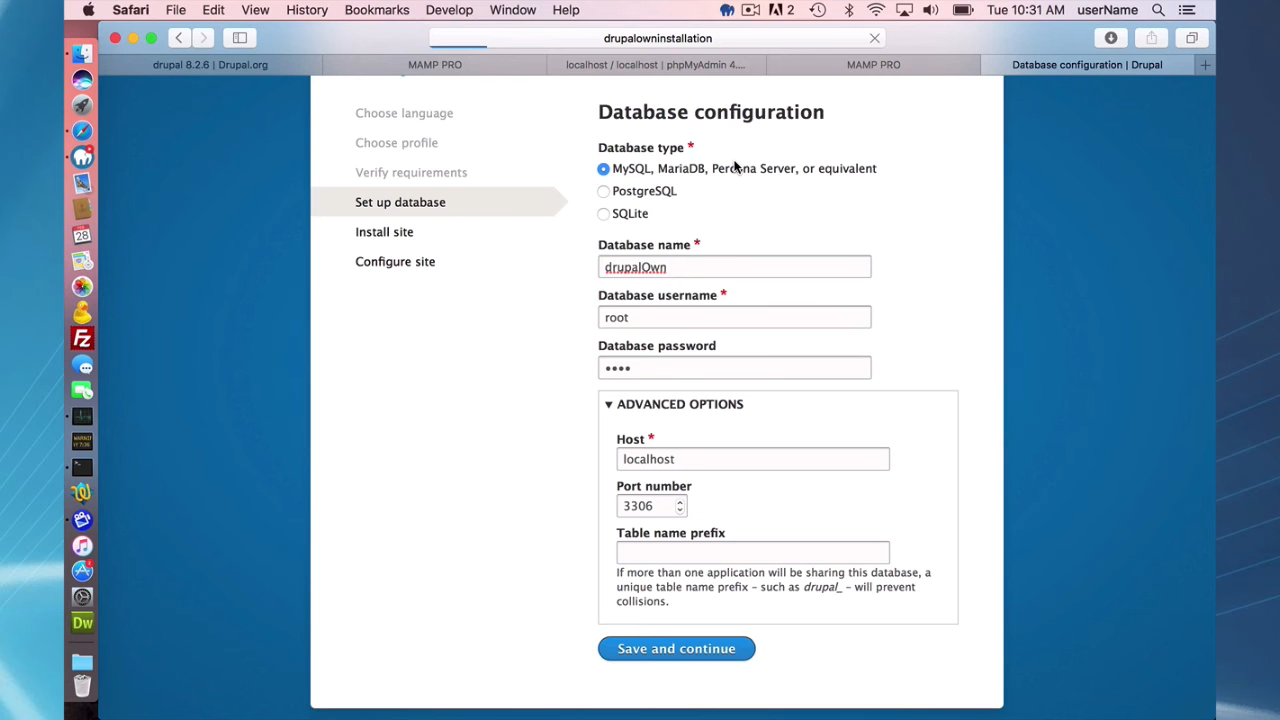 Safari File Edit View History Bookmarks Develop Window Help 2 Tue 10:31 AM userName
drupalowninstallation
drupal 8.2.6 | Drupal.org MAMP PRO localhost / localhost | phpMyAdmin 4.... MAMP PRO Database configuration | Drupal
Choose language
Choose profile
Verify requirements
Set up database
Install site
Configure site
Database configuration
Database type *
MySQL, MariaDB, Percona Server, or equivalent
PostgreSQL
SQLite
Database name *
drupalOwn
Database username *
root
Database password
••••
ADVANCED OPTIONS
Host *
localhost
Port number
3306
Table name prefix
If more than one application will be sharing this database, a
unique table name prefix – such as drupal_ – will prevent
collisions.
Save and continue
28
Fz
Dw